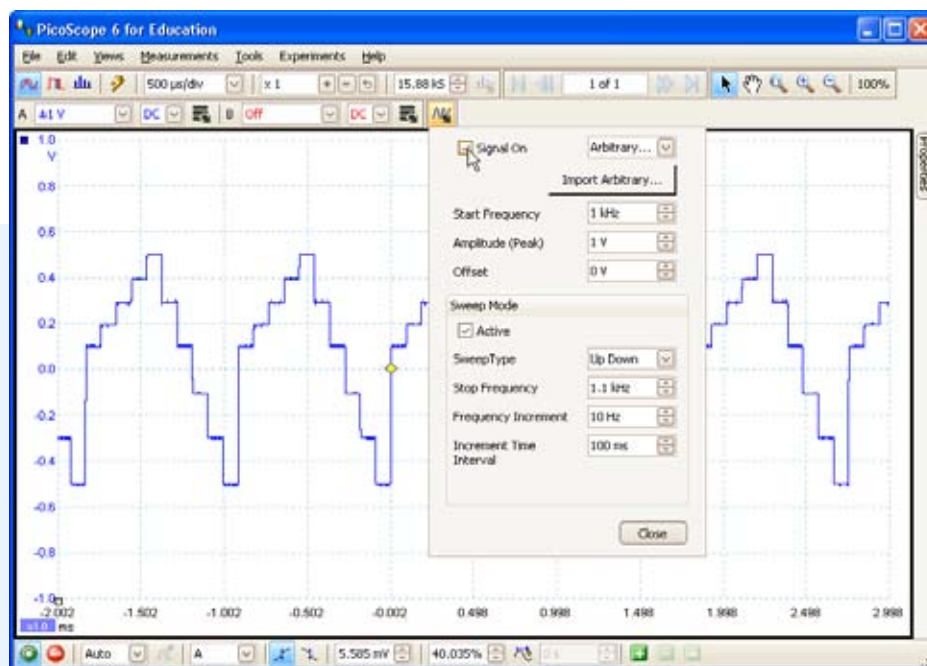 PicoScope 6 for Education
File Edit Views Measurements Tools Experiments Help
500 µs/div x 1 15.88 kS 1 of 1 100%
A ±1 V DC B Off DC
Signal On Arbitrary...
Import Arbitrary...
Start Frequency 1 kHz
Amplitude (Peak) 1 V
Offset 0 V
Sweep Mode
Active
SweepType Up Down
Stop Frequency 1.1 kHz
Frequency Increment 10 Hz
Increment Time Interval 100 ms
Close
Properties
1.0
V
0.8
0.6
0.4
0.2
0.0
-0.2
-0.4
-0.6
-0.8
-1.0
-2.002 -1.502 -1.002 -0.502 -0.002 0.498 0.998 1.498 1.998 2.498 2.998
x1.0 ms
Auto A 5.585 mV 40.035%